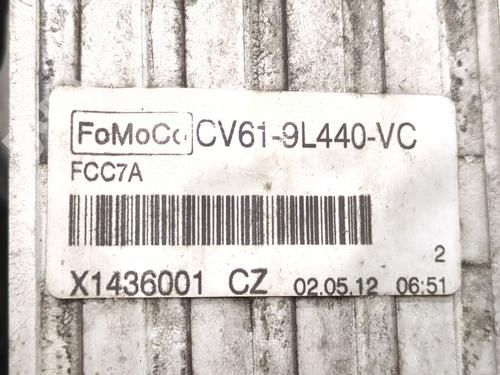 FoMoCo CV61-9L440-VC
FCC7A
2
X1436001 CZ 02.05.12 06:51